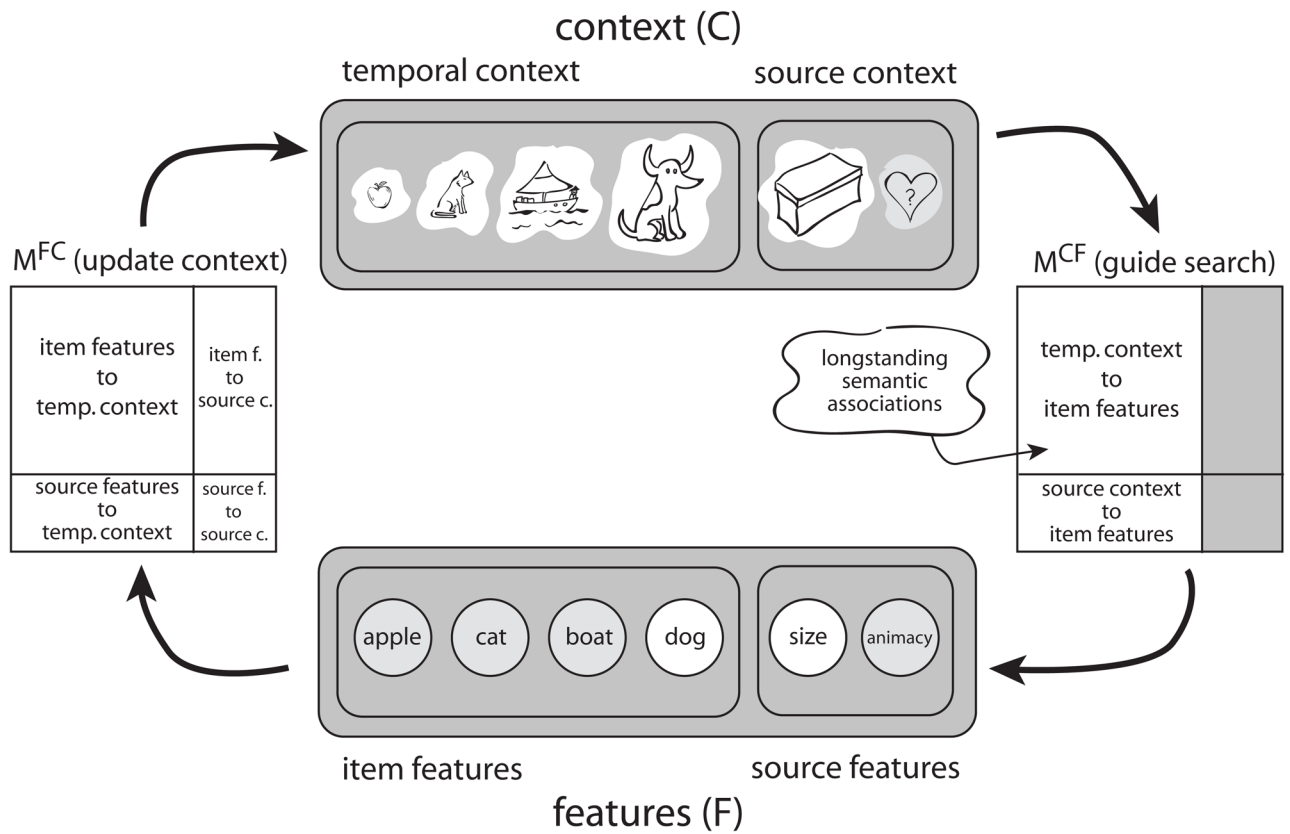 context (C)
temporal context
source context
?
M^FC (update context)
item features
to
temp. context
item f.
to
source c.
source features
to
temp. context
source f.
to
source c.
longstanding
semantic
associations
M^CF (guide search)
temp. context
to
item features
source context
to
item features
apple
cat
boat
dog
size
animacy
item features
source features
features (F)